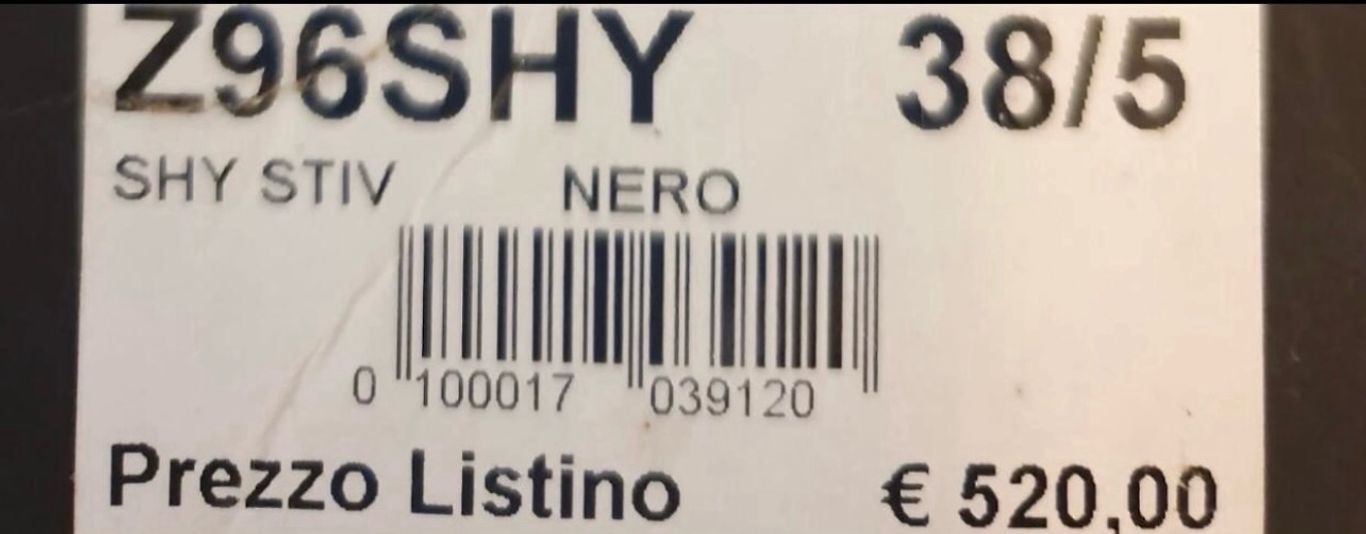 Z96SHY 38/5
SHY STIV NERO
0 100017 039120
Prezzo Listino € 520,00